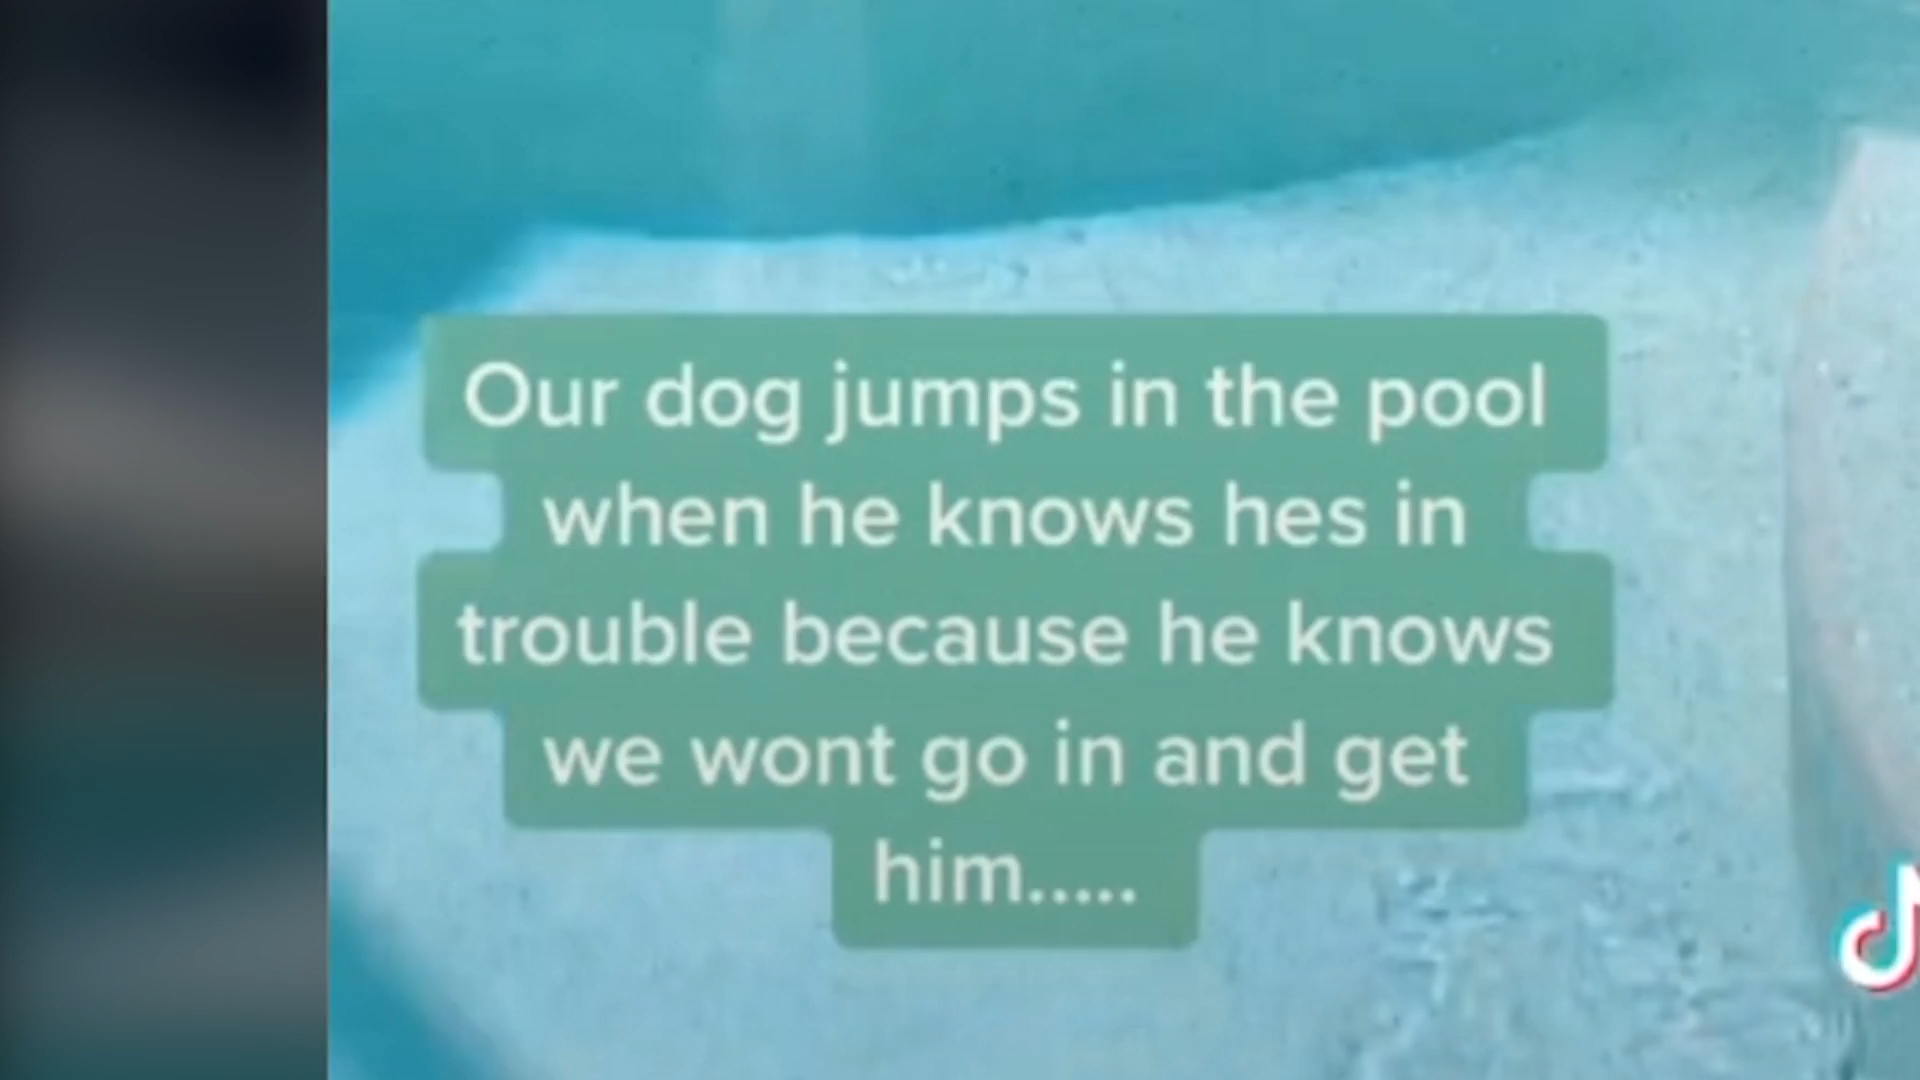 Our dog jumps in the pool
when he knows hes in
trouble because he knows
we wont go in and get
him.....